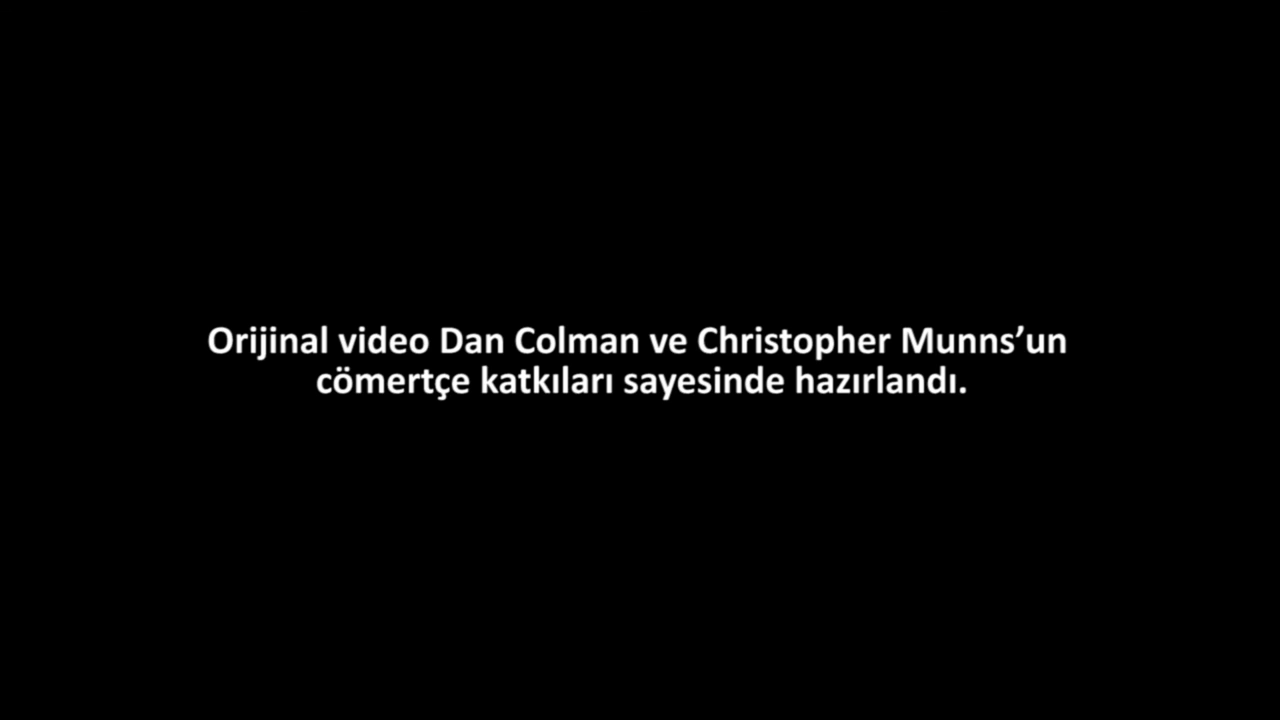 Orijinal video Dan Colman ve Christopher Munns’un
cömertçe katkıları sayesinde hazırlandı.